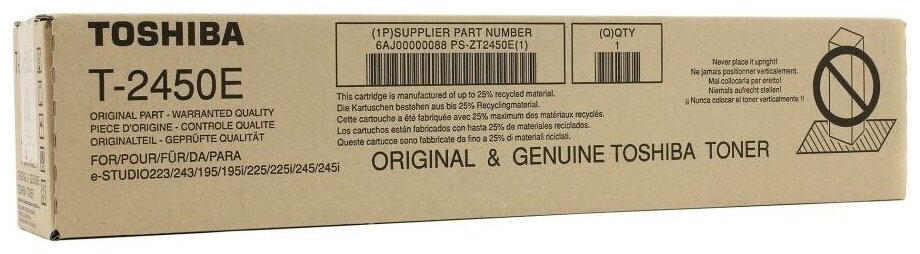 TOSHIBA
T-2450E
ORIGINAL PART - WARRANTED QUALITY
PIECE D'ORIGINE - CONTROLE QUALITE
ORIGINALTEIL - GEPRÜFTE QUALITÄT
FOR/POUR/FÜR/DA/PARA
e-STUDIO223/243/195/195i/225/225i/245/245i
(1P)SUPPLIER PART NUMBER
6AJ00000088 PS-ZT2450E(1)
(Q)QTY
1
This cartridge is manufactured of up to 25% recycled material.
Die Kartuschen bestehen aus bis 25% Recyclingmaterial.
Cette cartouche a été fabriquée avec 25% maximum des matériaux recyclés.
Los cartuchos están fabricados con hasta 25% de materiales reciclados.
Queste cartucce sono fabbricate da fino a 25% di materiali riciclati.
ORIGINAL & GENUINE TOSHIBA TONER
Never place it upright!
Ne jamais positionner verticalement.
Mai caricare per eretto!
Niemals aufrecht stellen!
¡¡ Nunca colocar el toner verticalmente !!